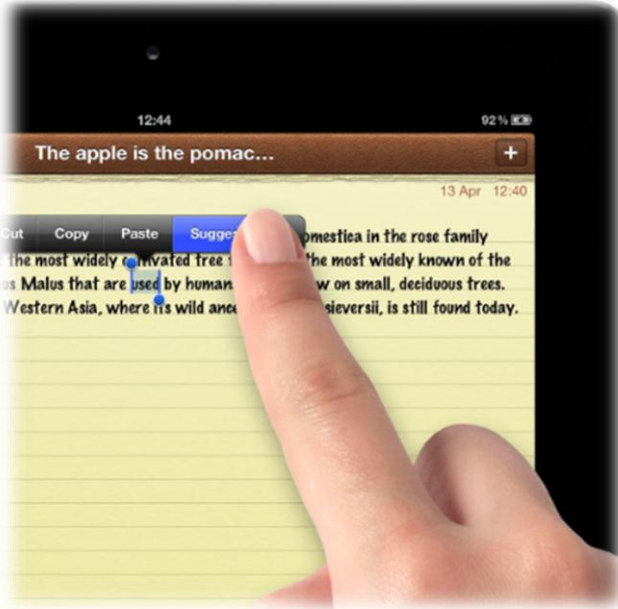 12:44 92%
The apple is the pomac...
13 Apr 12:40
Cut Copy Paste
in the rose family
the most widely tree the most widely known of the
Malus that are used by on small, deciduous trees.
Western Asia, where its wild sieversii, is still found today.